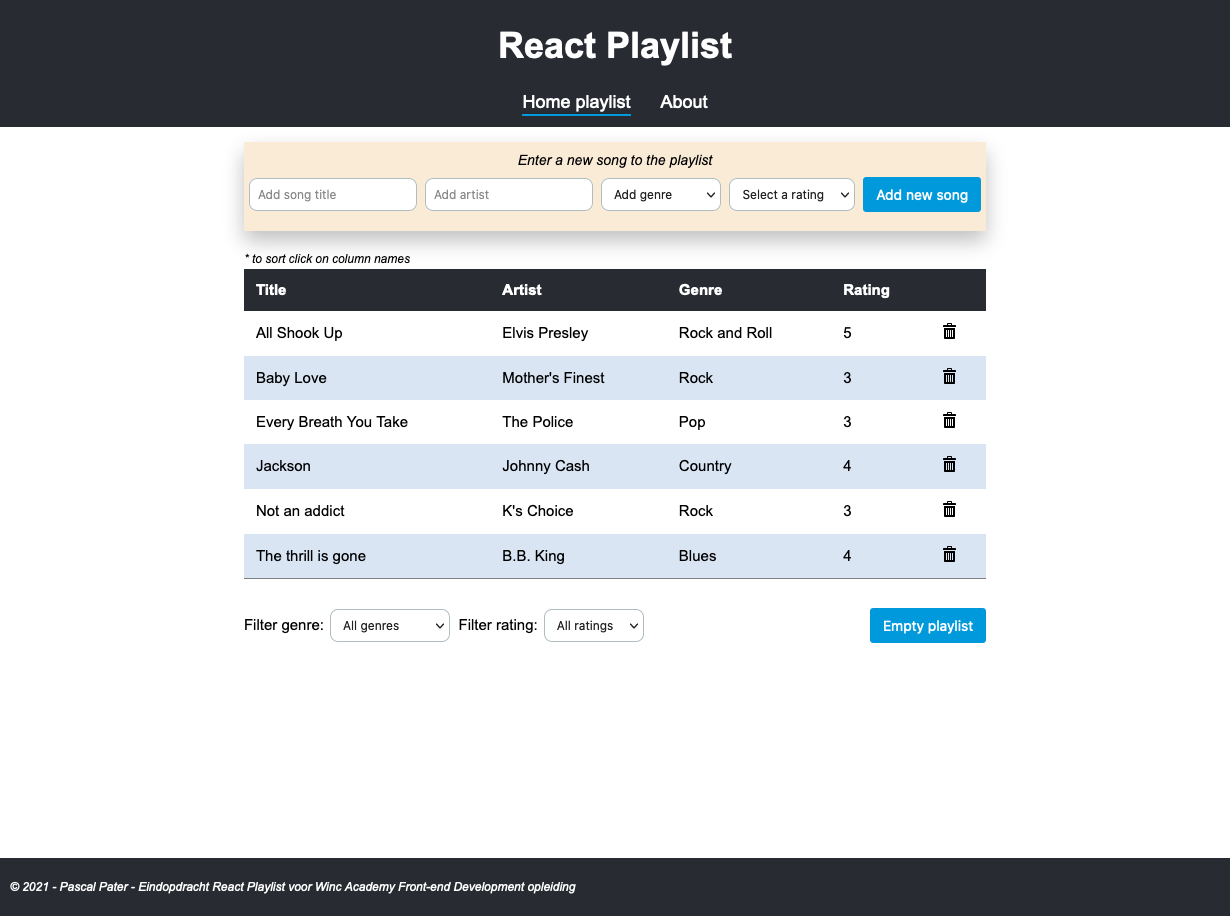 React Playlist
Home playlist About
Enter a new song to the playlist
Add song title Add artist Add genre Select a rating Add new song
* to sort click on column names
Title Artist Genre Rating
All Shook Up Elvis Presley Rock and Roll 5
Baby Love Mother's Finest Rock 3
Every Breath You Take The Police Pop 3
Jackson Johnny Cash Country 4
Not an addict K's Choice Rock 3
The thrill is gone B.B. King Blues 4
Filter genre: All genres Filter rating: All ratings Empty playlist
© 2021 - Pascal Pater - Eindopdracht React Playlist voor Winc Academy Front-end Development opleiding